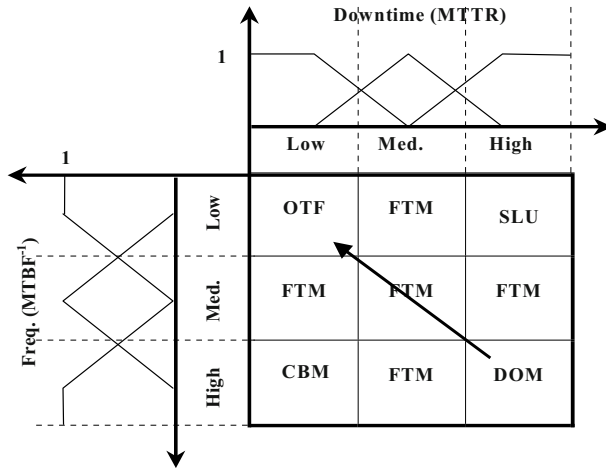 Downtime (MTTR)
1
Low Med. High
1
Freq. (MTBF⁻¹)
Low
Med.
High
OTF FTM SLU
FTM FTM FTM
CBM FTM DOM